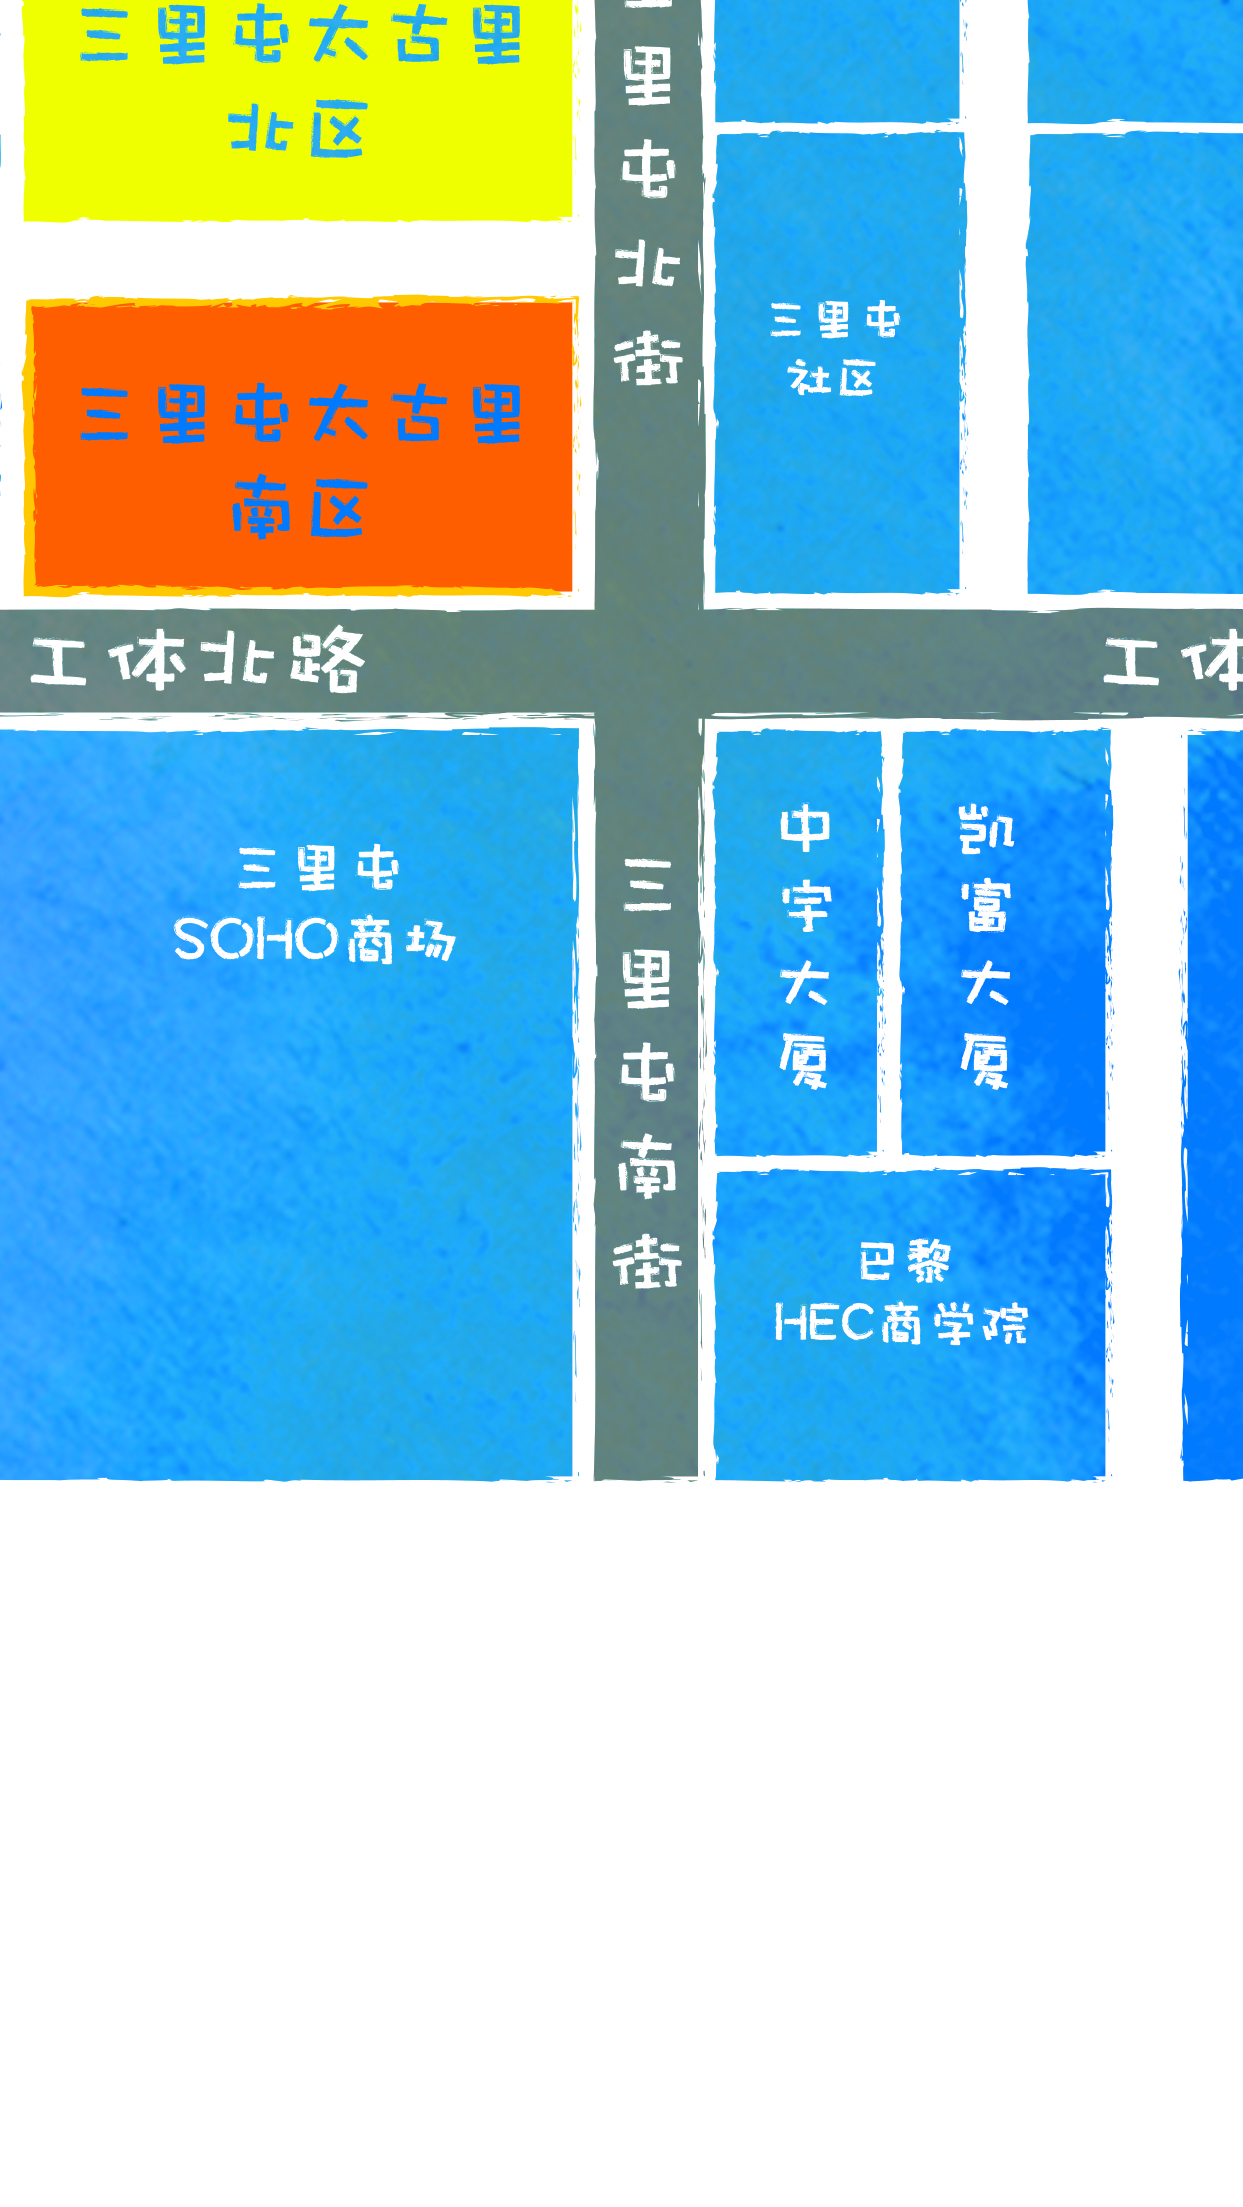 三里屯太古里
北区
里屯北街
三里屯
社区
三里屯太古里
南区
工体北路
工体
三里屯
SOHO商场
三里屯南街
中宇大厦
凯富大厦
巴黎
HEC商学院